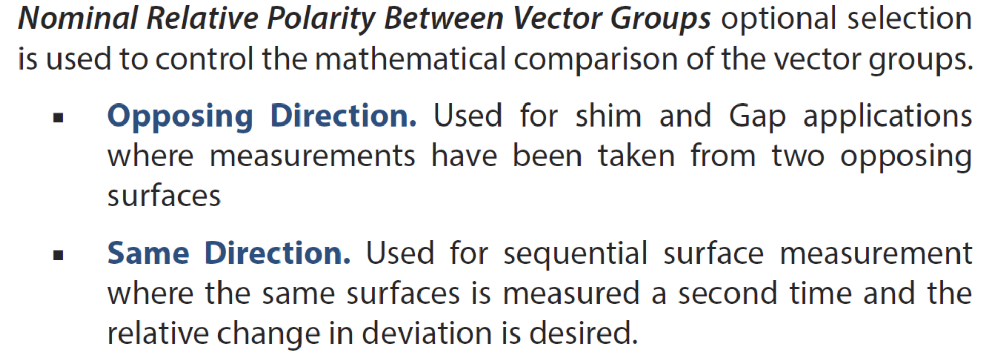 Nominal Relative Polarity Between Vector Groups optional selection
is used to control the mathematical comparison of the vector groups.
▪ Opposing Direction. Used for shim and Gap applications
where measurements have been taken from two opposing
surfaces
▪ Same Direction. Used for sequential surface measurement
where the same surfaces is measured a second time and the
relative change in deviation is desired.